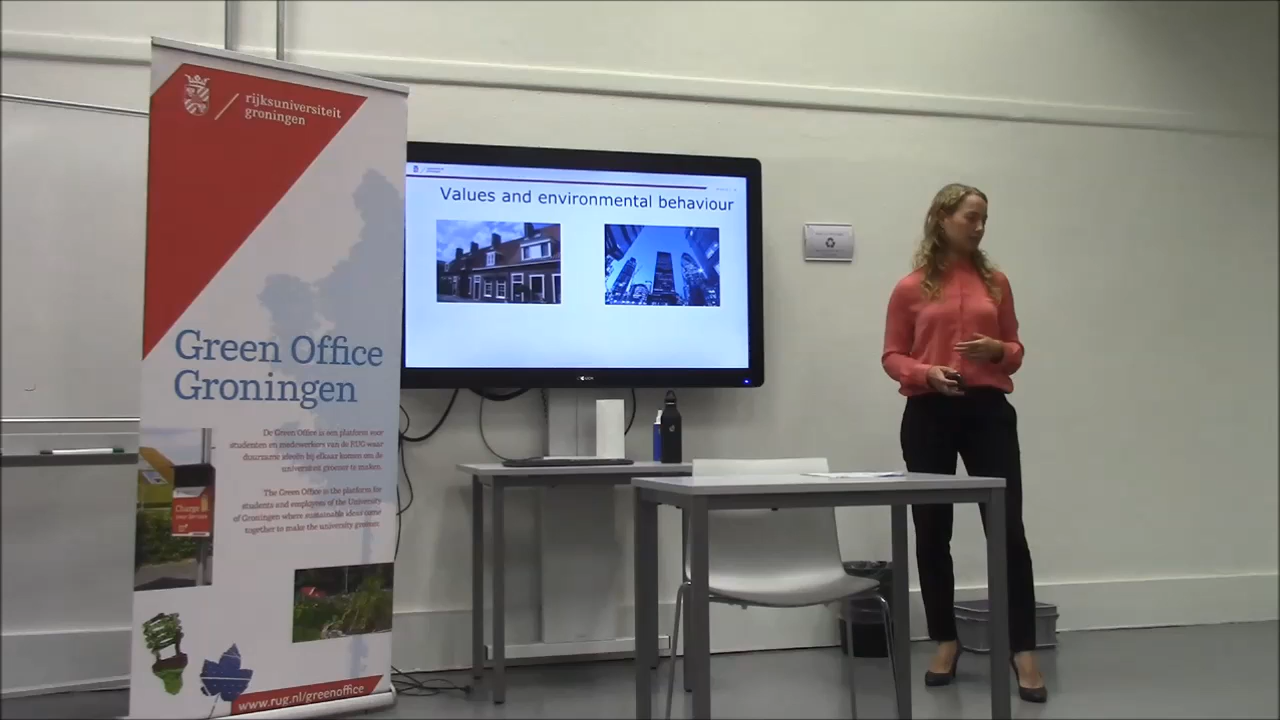 rijksuniversiteit
groningen
Green Office
Groningen
De Green Office is een platform voor
studenten en medewerkers van de RUG waar
duurzame ideeën bij elkaar komen om de
universiteit groener te maken.
The Green Office is the platform for
students and employees of the University
of Groningen where sustainable ideas come
together to make the university greener.
Charge
www.rug.nl/greenoffice
Values and environmental behaviour